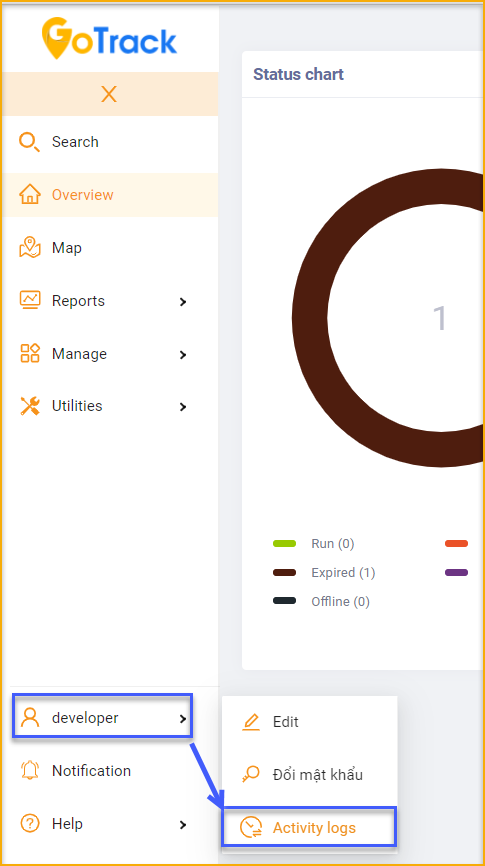 GoTrack
X
Search
Overview
Map
Reports
Manage
Utilities
Status chart
1
Run (0)
Expired (1)
Offline (0)
developer
Notification
Help
Edit
Đổi mật khẩu
Activity logs